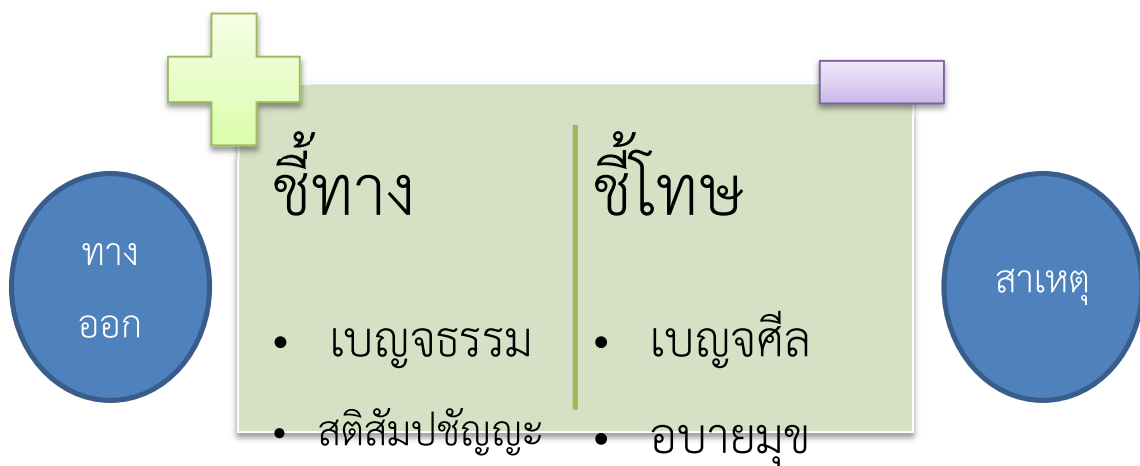 ทาง
ออก
ชี้ทาง
• เบญจธรรม
• สติสัมปชัญญะ
ชี้โทษ
• เบญจศีล
• อบายมุข
สาเหตุ